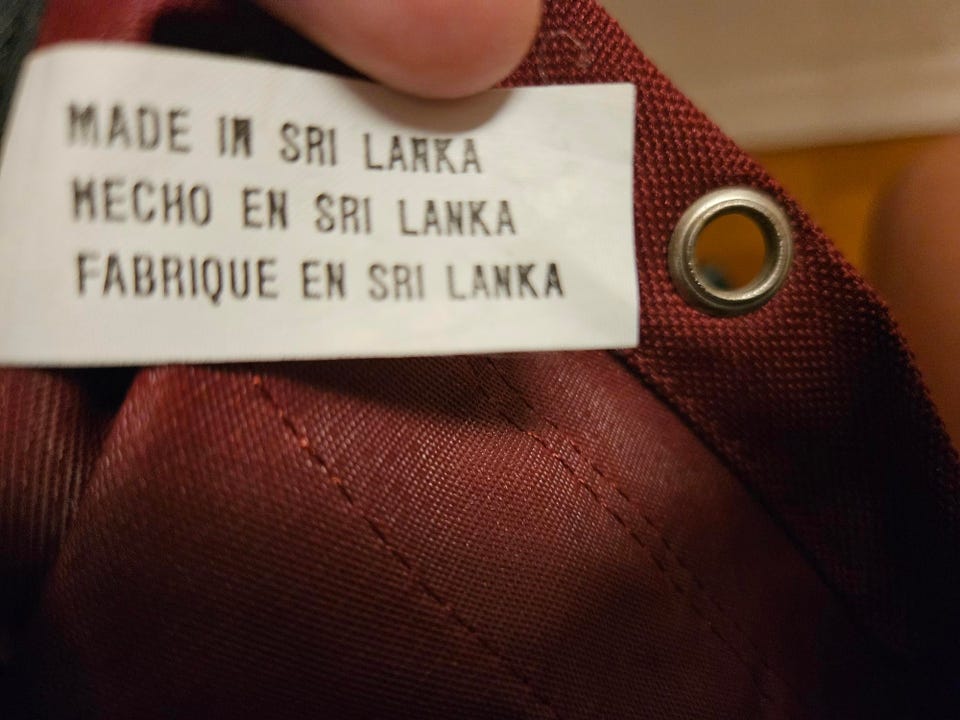 MADE IN SRI LANKA
HECHO EN SRI LANKA
FABRIQUE EN SRI LANKA